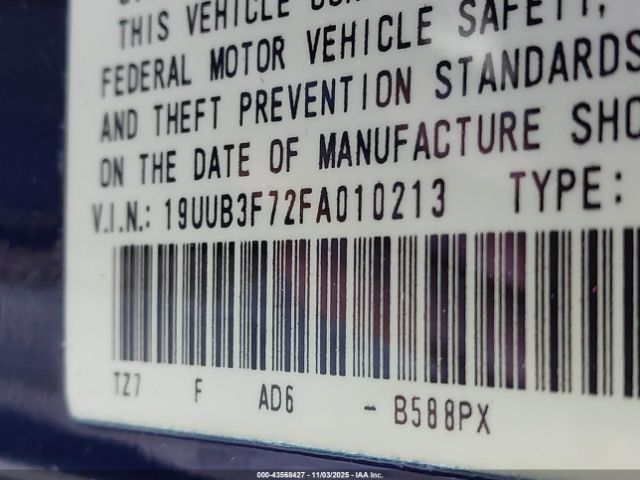 THIS VEHICLE
FEDERAL MOTOR VEHICLE SAFETY,
AND THEFT PREVENTION STANDARDS
ON THE DATE OF MANUFACTURE SHO
V.I.N.: 19UUB3F72FA010213 TYPE:
TZ7 F AD6 - B588PX
000-43568427 - 11/03/2025 - IAA Inc.